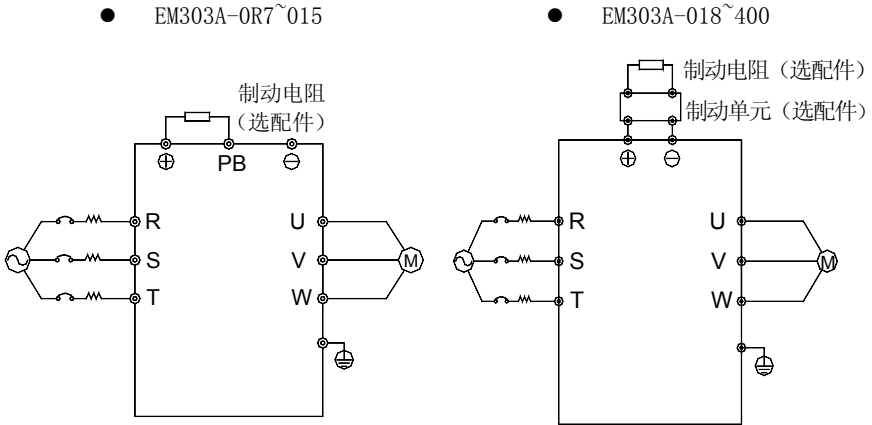 ● EM303A-0R7~015
制动电阻
（选配件）
⊕ PB ⊖
R U
S V M
T W
● EM303A-018~400
制动电阻（选配件）
制动单元（选配件）
⊕ ⊖
R U
S V M
T W